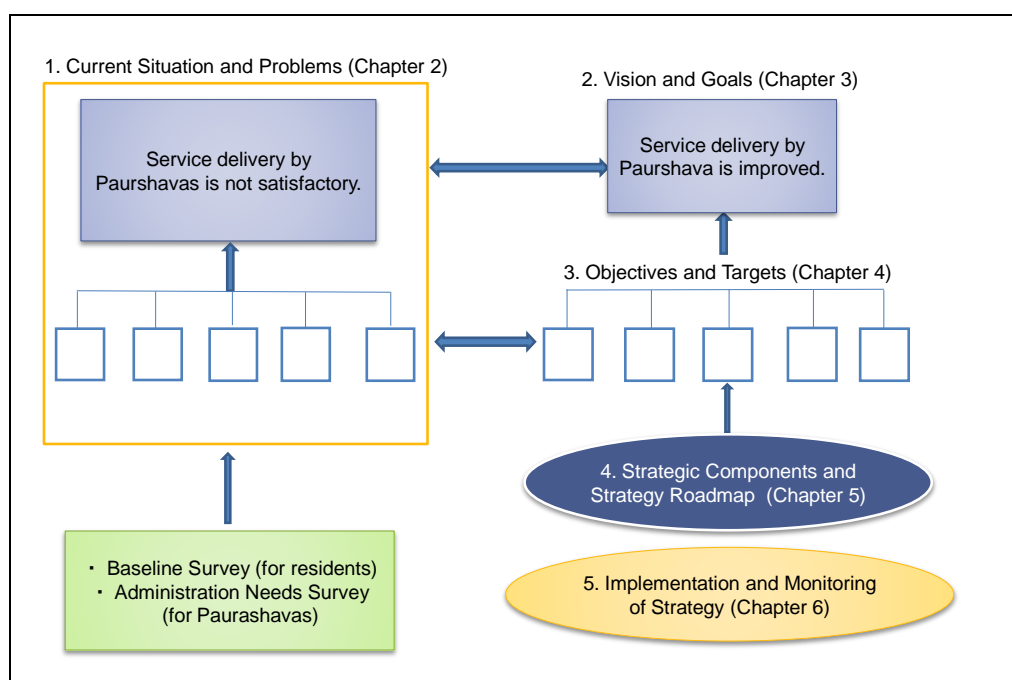 1. Current Situation and Problems (Chapter 2)
Service delivery by
Paurshavas is not satisfactory.
2. Vision and Goals (Chapter 3)
Service delivery by
Paurshava is improved.
3. Objectives and Targets (Chapter 4)
4. Strategic Components and
Strategy Roadmap (Chapter 5)
・ Baseline Survey (for residents)
・ Administration Needs Survey
(for Paurashavas)
5. Implementation and Monitoring
of Strategy (Chapter 6)